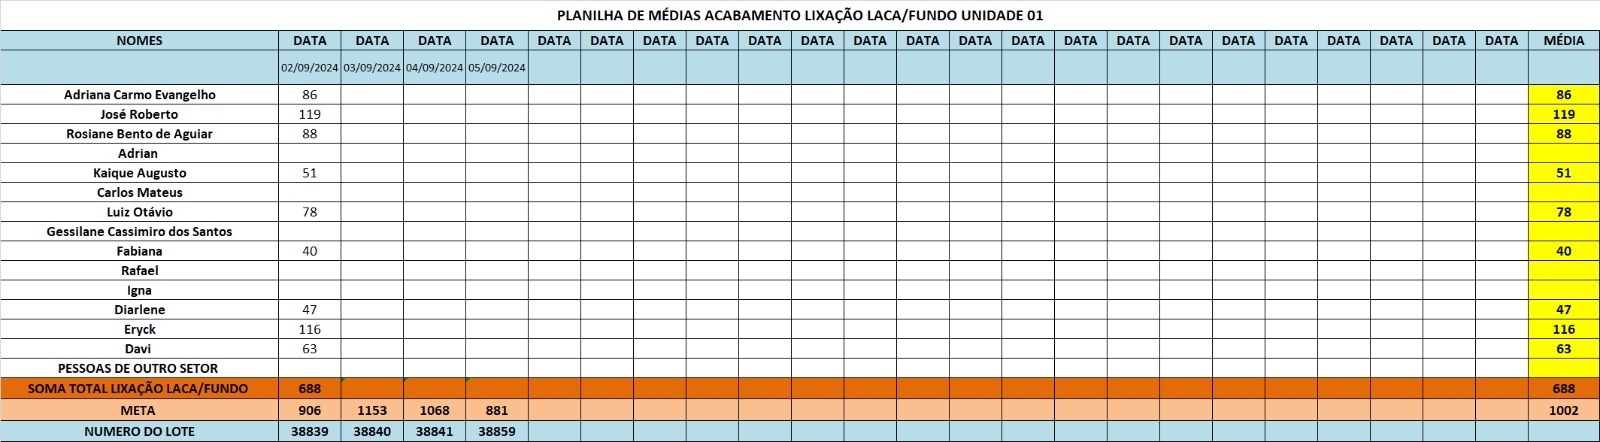 PLANILHA DE MÉDIAS ACABAMENTO LIXAÇÃO LACA/FUNDO UNIDADE 01
NOMES DATA DATA DATA DATA DATA DATA DATA DATA DATA DATA DATA DATA DATA DATA DATA DATA DATA DATA DATA DATA DATA DATA DATA MÉDIA
02/09/2024 03/09/2024 04/09/2024 05/09/2024
Adriana Carmo Evangelho 86 86
José Roberto 119 119
Rosiane Bento de Aguiar 88 88
Adrian
Kaique Augusto 51 51
Carlos Mateus
Luiz Otávio 78 78
Gessilane Cassimiro dos Santos
Fabiana 40 40
Rafael
Igna
Diarlene 47 47
Eryck 116 116
Davi 63 63
PESSOAS DE OUTRO SETOR
SOMA TOTAL LIXAÇÃO LACA/FUNDO 688 688
META 906 1153 1068 881 1002
NUMERO DO LOTE 38839 38840 38841 38859